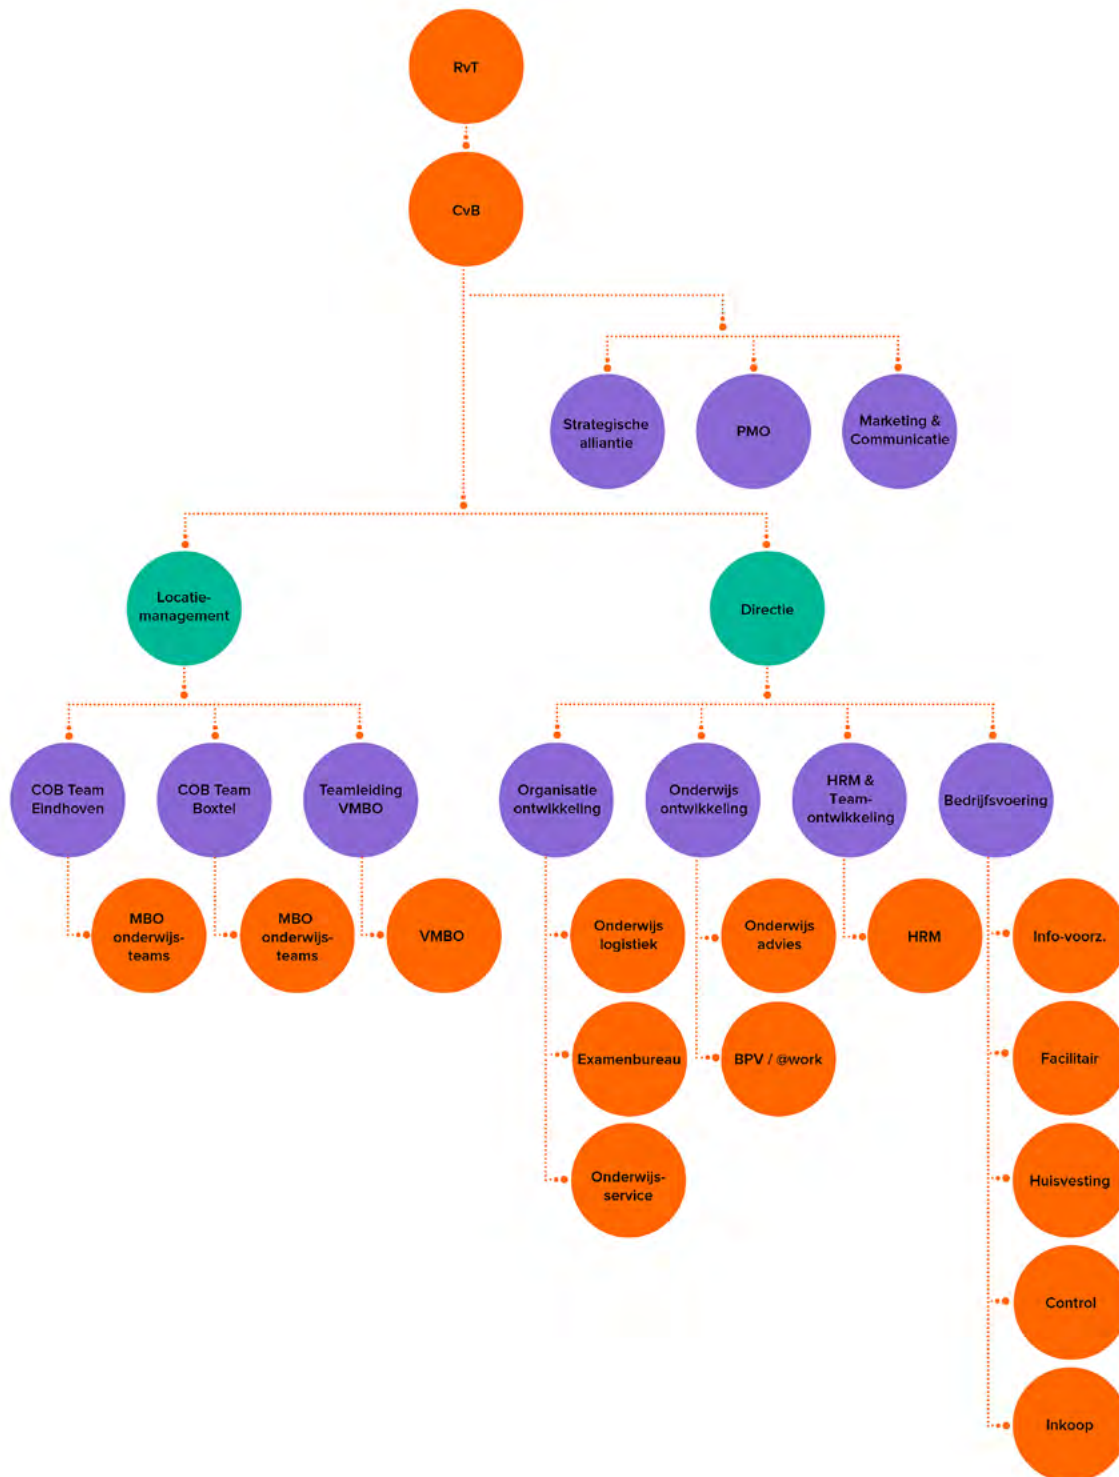 RvT
CvB
Strategische
alliantie
PMO
Marketing &
Communicatie
Locatie-
management
Directie
COB Team
Eindhoven
COB Team
Boxtel
Teamleiding
VMBO
Organisatie
ontwikkeling
Onderwijs
ontwikkeling
HRM &
Team-
ontwikkeling
Bedrijfsvoering
MBO
onderwijs-
teams
MBO
onderwijs-
teams
VMBO
Onderwijs
logistiek
Onderwijs
advies
HRM
Info-voorz.
Examenbureau
BPV / @work
Facilitair
Onderwijs-
service
Huisvesting
Control
Inkoop